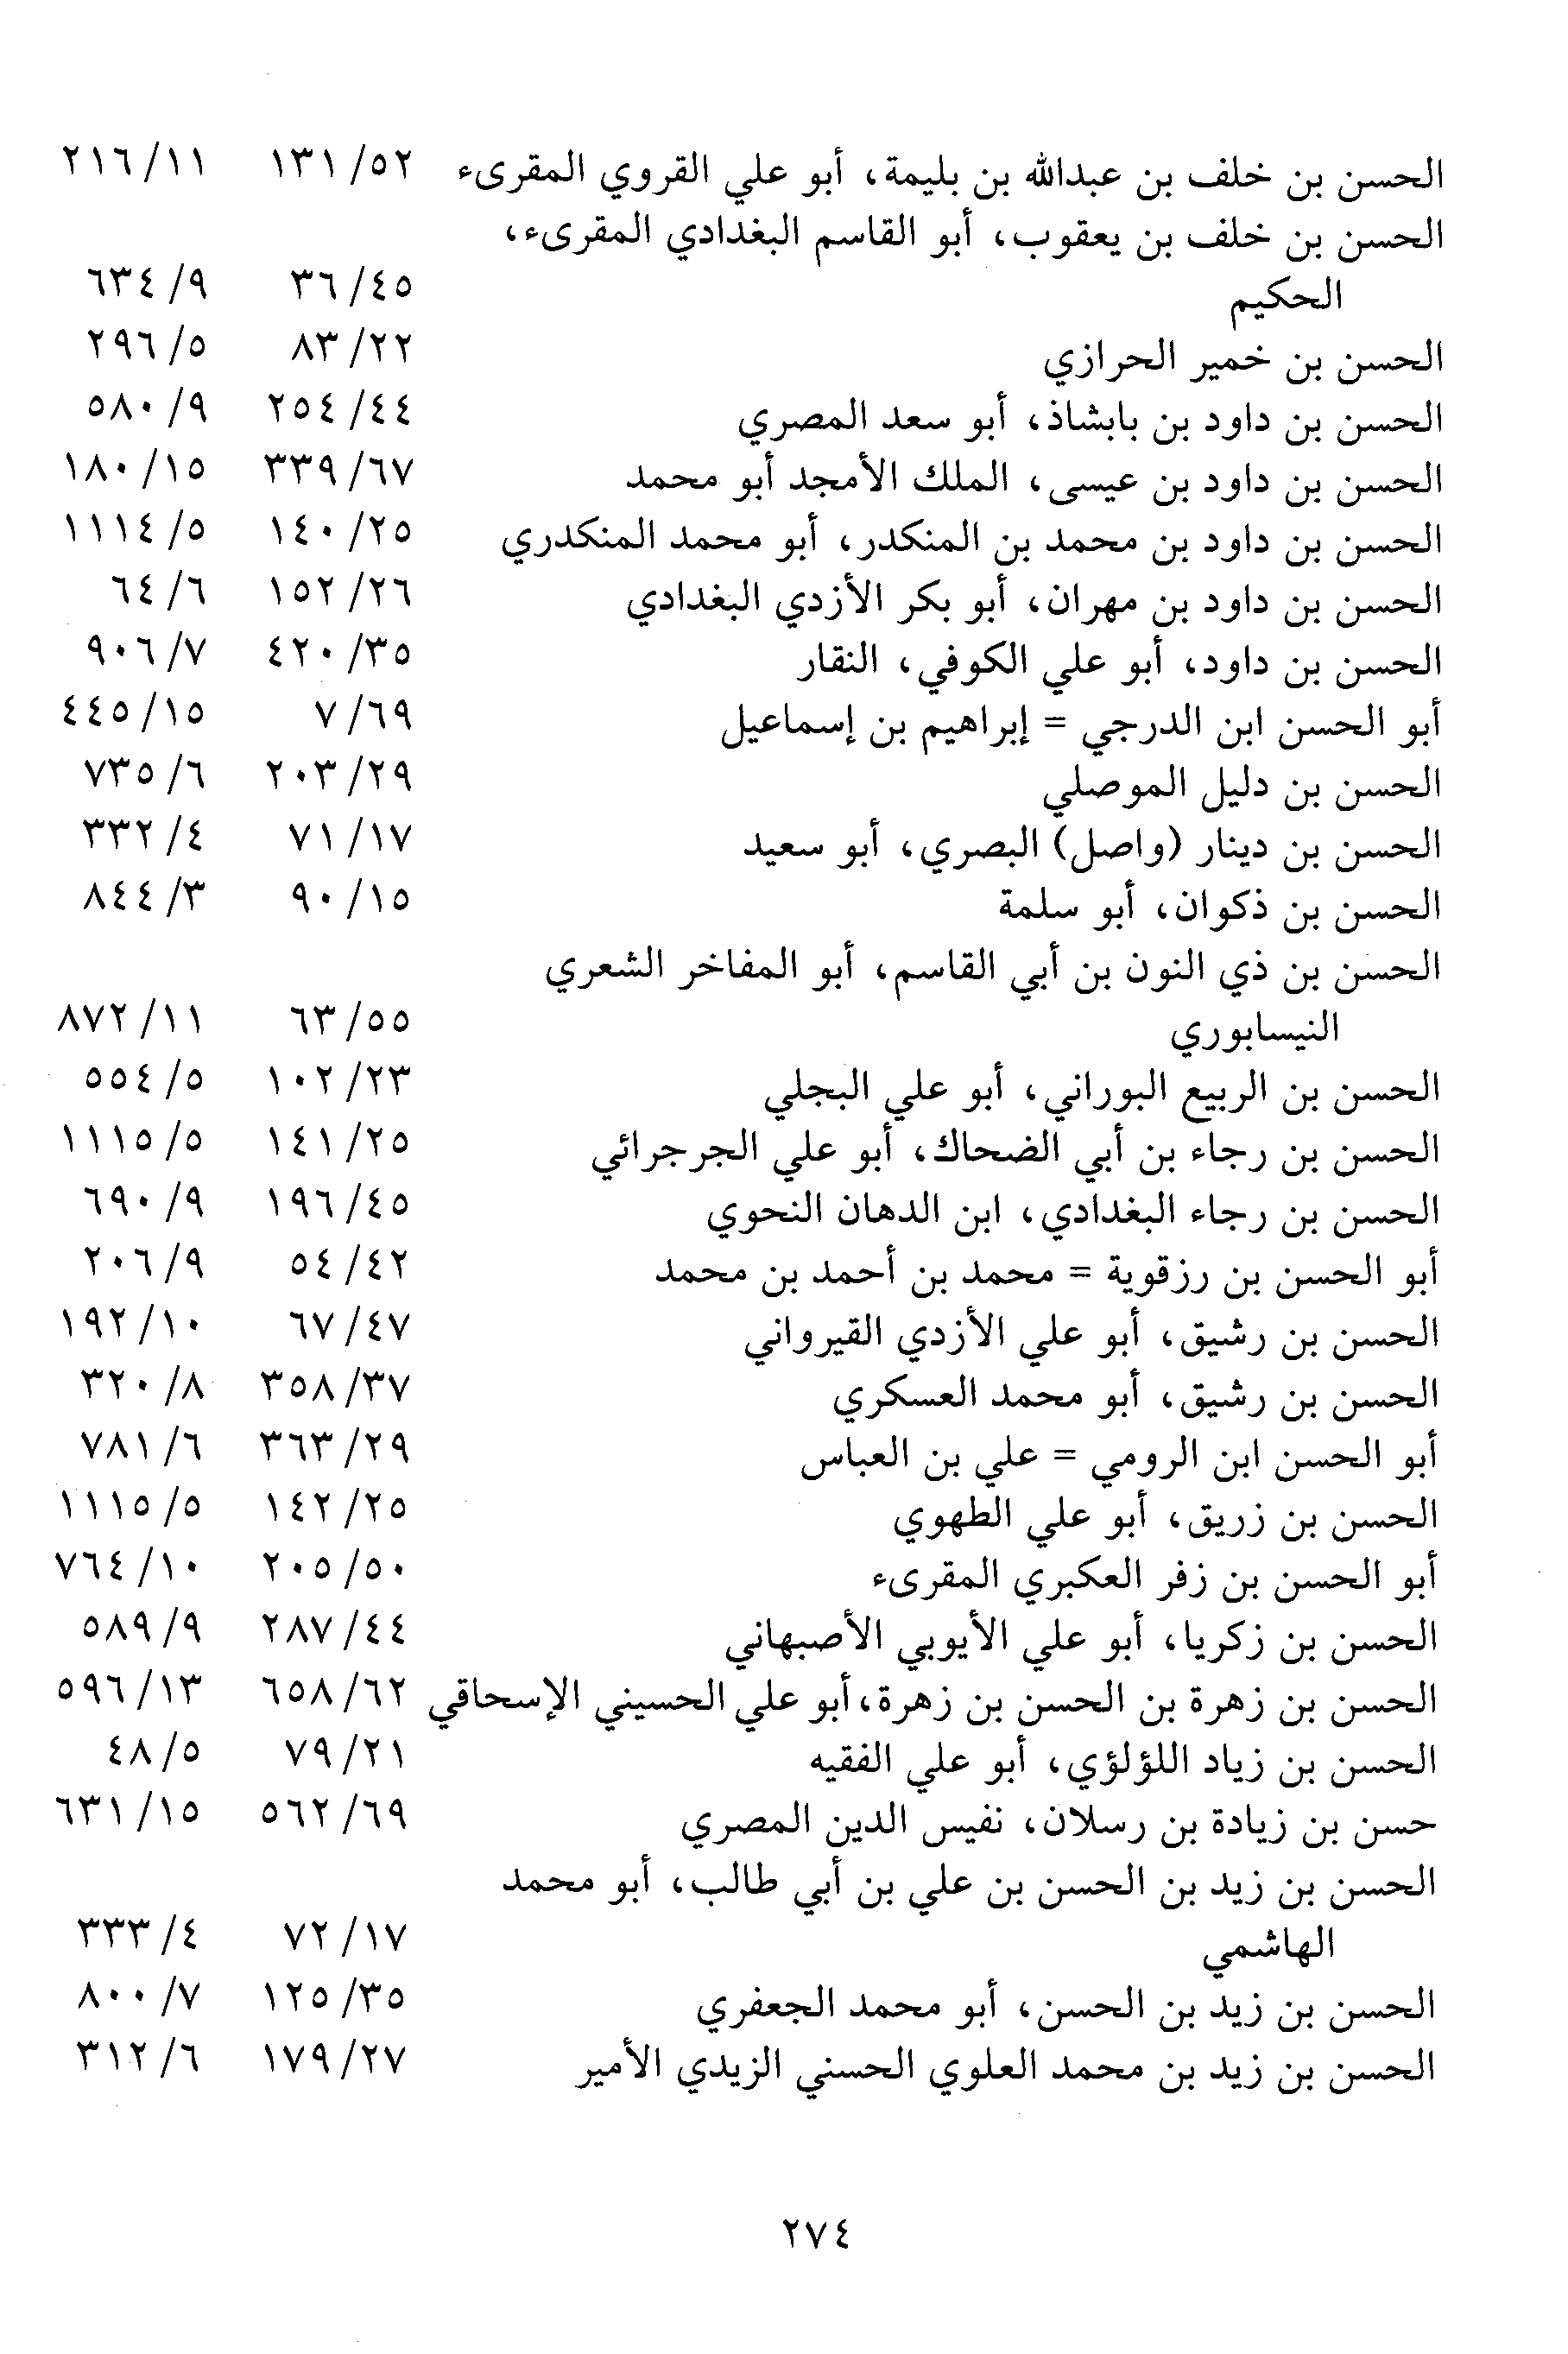 الحسن بن خلف بن عبدالله بن بليمة، أبو علي القروي المقرىء ٥٢/ ١٣١ ١١/ ٢١٦
الحسن بن خلف بن يعقوب، أبو القاسم البغدادي المقرىء،
الحكيم ٤٥/ ٣٦ ٩/ ٦٣٤
الحسن بن خمير الحرازي ٢٢/ ٨٣ ٥/ ٢٩٦
الحسن بن داود بن بابشاذ، أبو سعد المصري ٤٤/ ٢٥٤ ٩/ ٥٨٠
الحسن بن داود بن عيسى، الملك الأمجد أبو محمد ٦٧/ ٣٣٩ ١٥/ ١٨٠
الحسن بن داود بن محمد بن المنكدر، أبو محمد المنكدري ٢٥/ ١٤٠ ٥/ ١١١٤
الحسن بن داود بن مهران، أبو بكر الأزدي البغدادي ٢٦/ ١٥٢ ٦/ ٦٤
الحسن بن داود، أبو علي الكوفي، النقار ٣٥/ ٤٢٠ ٧/ ٩٠٦
أبو الحسن ابن الدرجي = إبراهيم بن إسماعيل ٦٩/ ٧ ١٥/ ٤٤٥
الحسن بن دليل الموصلي ٢٩/ ٢٠٣ ٦/ ٧٣٥
الحسن بن دينار (واصل) البصري، أبو سعيد ١٧/ ٧١ ٤/ ٣٣٢
الحسن بن ذكوان، أبو سلمة ١٥/ ٩٠ ٣/ ٨٤٤
الحسن بن ذي النون بن أبي القاسم، أبو المفاخر الشعري
النيسابوري ٥٥/ ٦٣ ١١/ ٨٧٢
الحسن بن الربيع البوراني، أبو علي البجلي ٢٣/ ١٠٢ ٥/ ٥٥٤
الحسن بن رجاء بن أبي الضحاك، أبو علي الجرجرائي ٢٥/ ١٤١ ٥/ ١١١٥
الحسن بن رجاء البغدادي، ابن الدهان النحوي ٤٥/ ١٩٦ ٩/ ٦٩٠
أبو الحسن بن رزقوية = محمد بن أحمد بن محمد ٤٢/ ٥٤ ٩/ ٢٠٦
الحسن بن رشيق، أبو علي الأزدي القيرواني ٤٧/ ٦٧ ١٠/ ١٩٢
الحسن بن رشيق، أبو محمد العسكري ٣٧/ ٣٥٨ ٨/ ٣٢٠
أبو الحسن ابن الرومي = علي بن العباس ٢٩/ ٣٦٣ ٦/ ٧٨١
الحسن بن زريق، أبو علي الطهوي ٢٥/ ١٤٢ ٥/ ١١١٥
أبو الحسن بن زفر العكبري المقرىء ٥٠/ ٢٠٥ ١٠/ ٧٦٤
الحسن بن زكريا، أبو علي الأيوبي الأصبهاني ٤٤/ ٢٨٧ ٩/ ٥٨٩
الحسن بن زهرة بن الحسن بن زهرة، أبو علي الحسيني الإسحاقي ٦٢/ ٦٥٨ ١٣/ ٥٩٦
الحسن بن زياد اللؤلؤي، أبو علي الفقيه ٢١/ ٧٩ ٥/ ٤٨
حسن بن زيادة بن رسلان، نفيس الدين المصري ٦٩/ ٥٦٢ ١٥/ ٦٣١
الحسن بن زيد بن الحسن بن علي بن أبي طالب، أبو محمد
الهاشمي ١٧/ ٧٢ ٤/ ٣٣٣
الحسن بن زيد بن الحسن، أبو محمد الجعفري ٣٥/ ١٢٥ ٧/ ٨٠٠
الحسن بن زيد بن محمد العلوي الحسني الزيدي الأمير ٢٧/ ١٧٩ ٦/ ٣١٢
٢٧٤